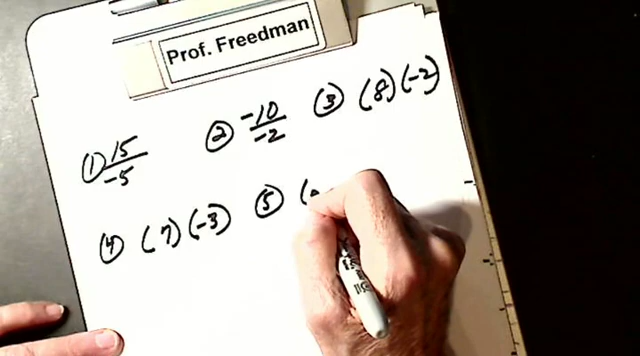 Prof. Freedman
① 15/-5 ② -10/-2 ③ (8)(-2)
④ (7)(-3) ⑤ (